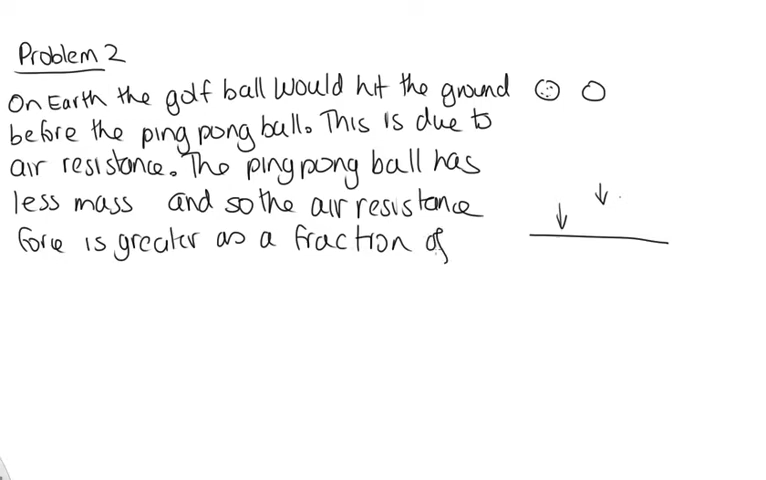 Problem 2
On Earth the golf ball would hit the ground
before the ping pong ball. This is due to
air resistance. The ping pong ball has
less mass and so the air resistance
force is greater as a fraction of